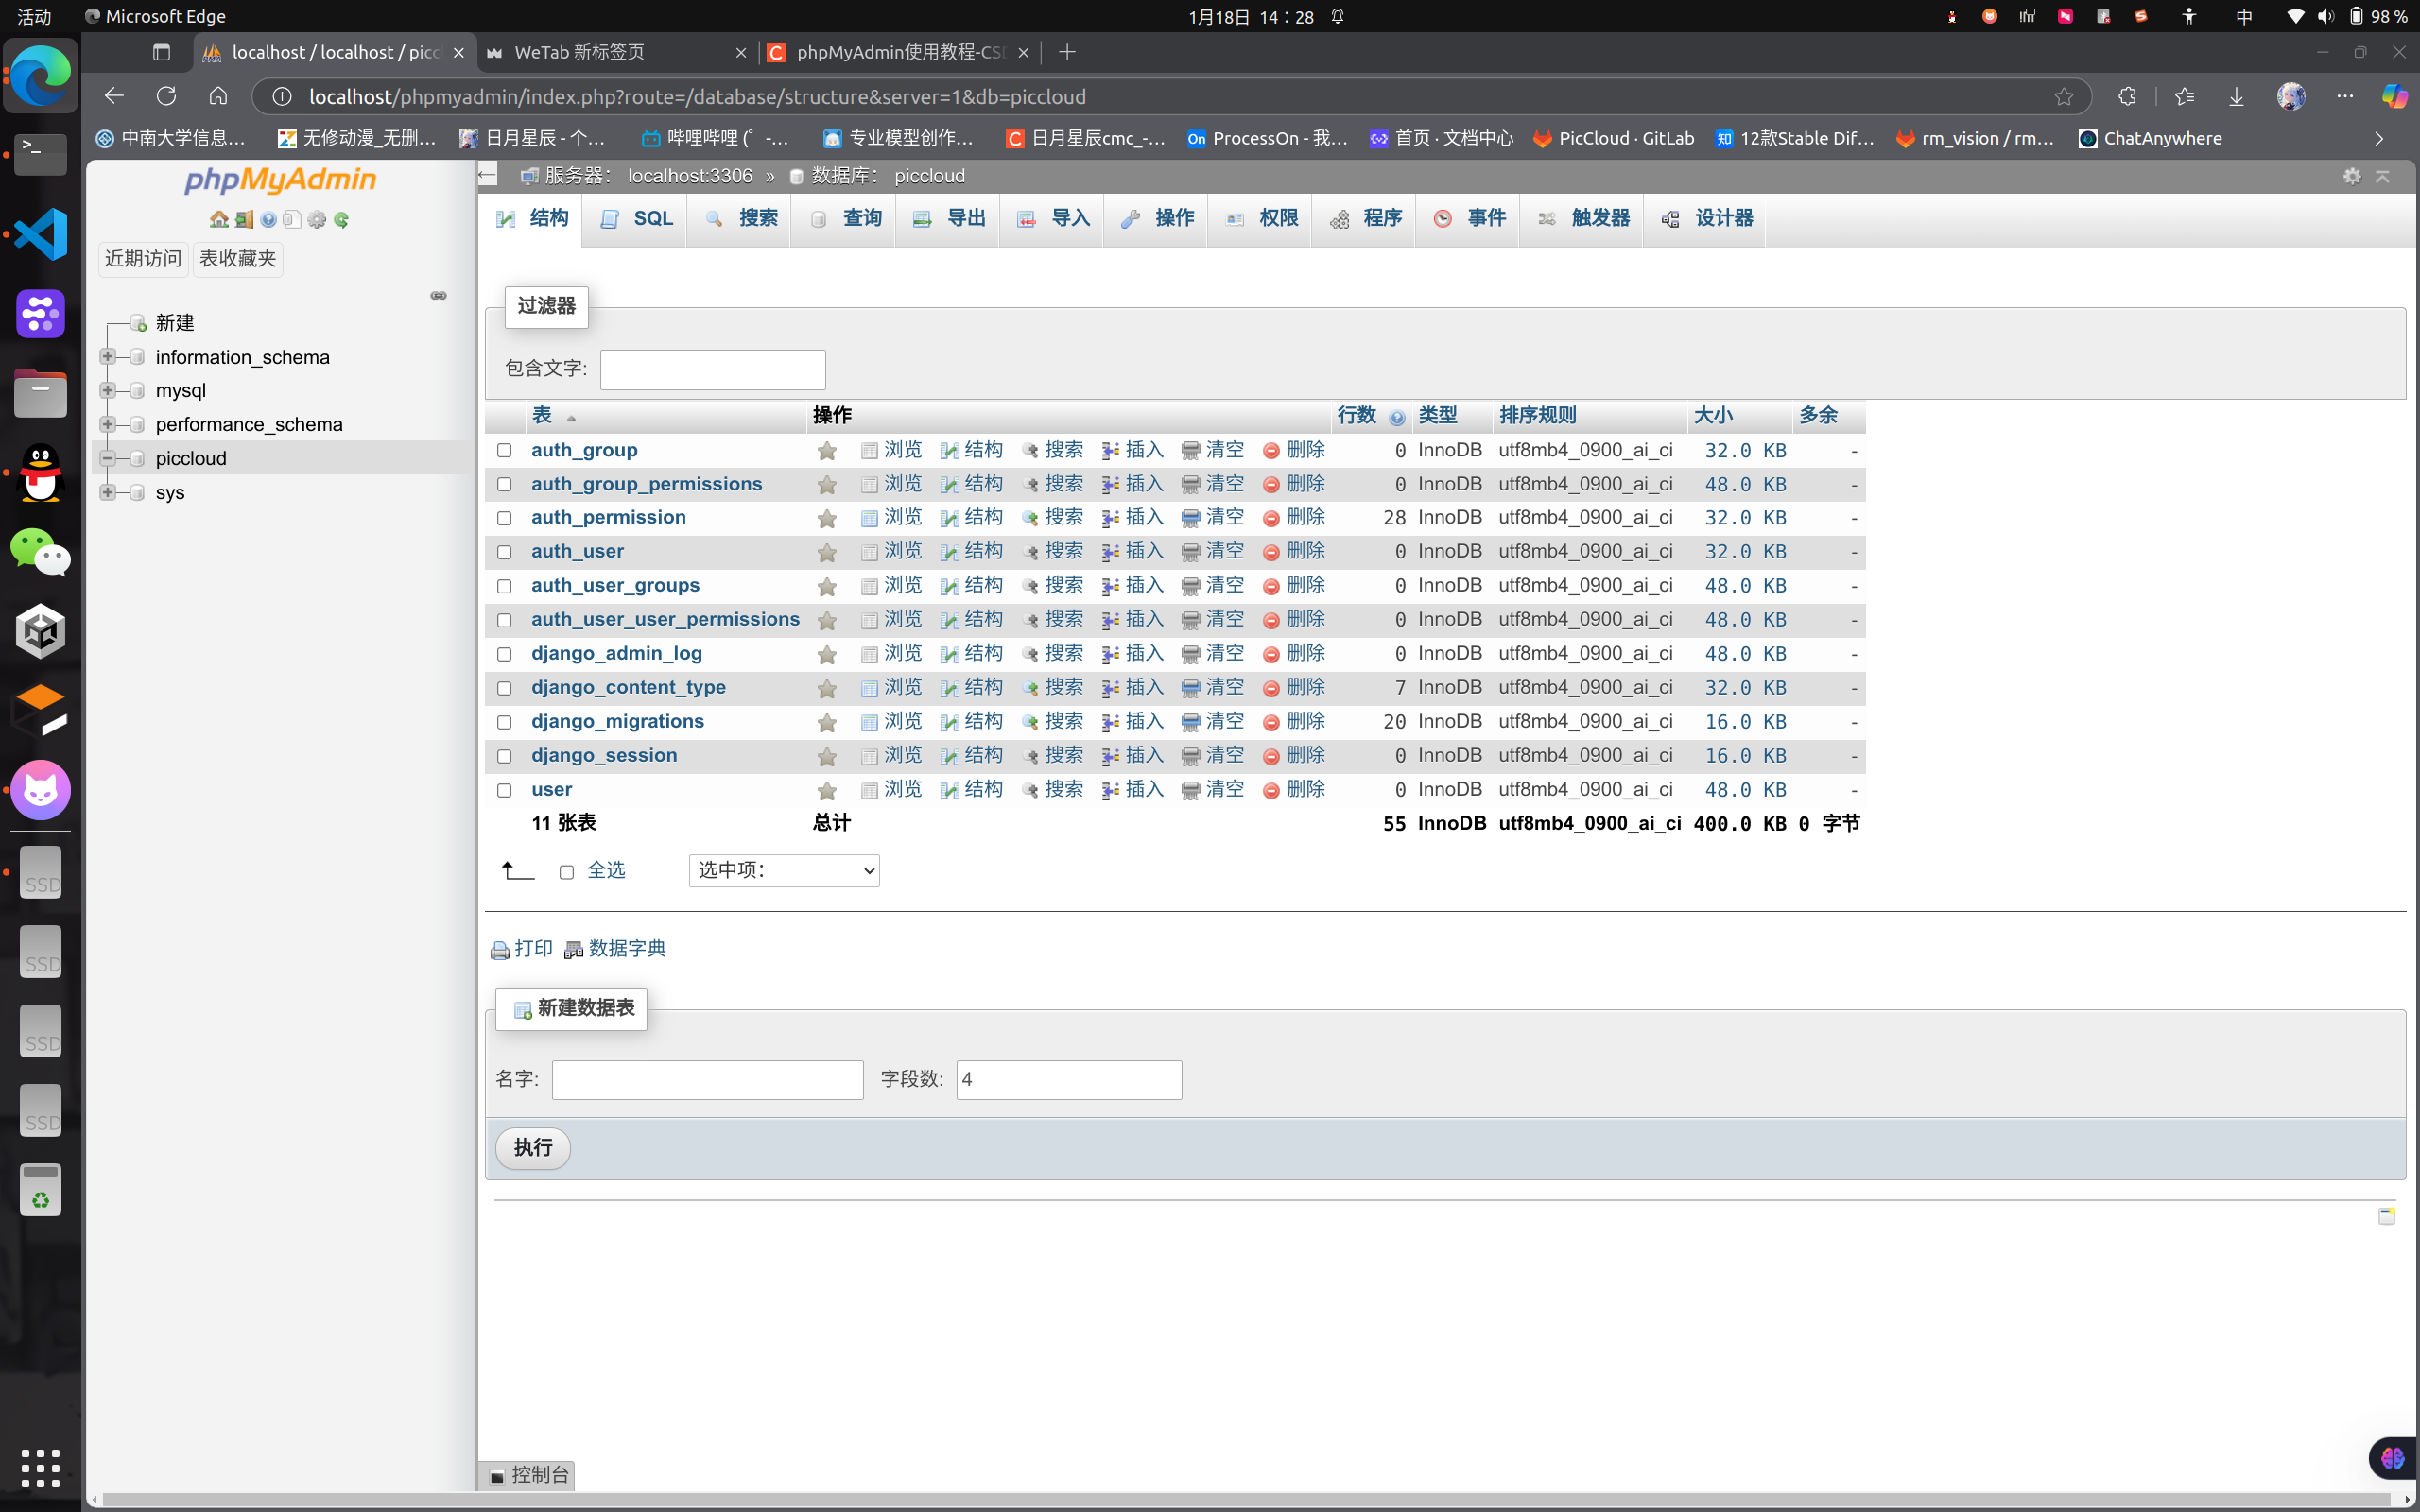 活动 Microsoft Edge 1月18日 14:28 中 98 %
localhost / localhost / picc WeTab 新标签页 phpMyAdmin使用教程-CS
localhost/phpmyadmin/index.php?route=/database/structure&server=1&db=piccloud
中南大学信息... 无修动漫_无删... 日月星辰 - 个... 哔哩哔哩 (゜-... 专业模型创作... 日月星辰cmc_-... ProcessOn - 我... 首页 · 文档中心 PicCloud · GitLab 12款Stable Dif... rm_vision / rm... ChatAnywhere
phpMyAdmin
近期访问 表收藏夹
新建
information_schema
mysql
performance_schema
piccloud
sys
服务器: localhost:3306 » 数据库: piccloud
结构 SQL 搜索 查询 导出 导入 操作 权限 程序 事件 触发器 设计器
过滤器
包含文字:
表 操作 行数 类型 排序规则 大小 多余
auth_group 浏览 结构 搜索 插入 清空 删除 0 InnoDB utf8mb4_0900_ai_ci 32.0 KB -
auth_group_permissions 浏览 结构 搜索 插入 清空 删除 0 InnoDB utf8mb4_0900_ai_ci 48.0 KB -
auth_permission 浏览 结构 搜索 插入 清空 删除 28 InnoDB utf8mb4_0900_ai_ci 32.0 KB -
auth_user 浏览 结构 搜索 插入 清空 删除 0 InnoDB utf8mb4_0900_ai_ci 32.0 KB -
auth_user_groups 浏览 结构 搜索 插入 清空 删除 0 InnoDB utf8mb4_0900_ai_ci 48.0 KB -
auth_user_user_permissions 浏览 结构 搜索 插入 清空 删除 0 InnoDB utf8mb4_0900_ai_ci 48.0 KB -
django_admin_log 浏览 结构 搜索 插入 清空 删除 0 InnoDB utf8mb4_0900_ai_ci 48.0 KB -
django_content_type 浏览 结构 搜索 插入 清空 删除 7 InnoDB utf8mb4_0900_ai_ci 32.0 KB -
django_migrations 浏览 结构 搜索 插入 清空 删除 20 InnoDB utf8mb4_0900_ai_ci 16.0 KB -
django_session 浏览 结构 搜索 插入 清空 删除 0 InnoDB utf8mb4_0900_ai_ci 16.0 KB -
user 浏览 结构 搜索 插入 清空 删除 0 InnoDB utf8mb4_0900_ai_ci 48.0 KB -
11 张表 总计 55 InnoDB utf8mb4_0900_ai_ci 400.0 KB 0 字节
全选 选中项:
打印 数据字典
新建数据表
名字: 字段数: 4
执行
控制台
SSD
SSD
SSD
SSD